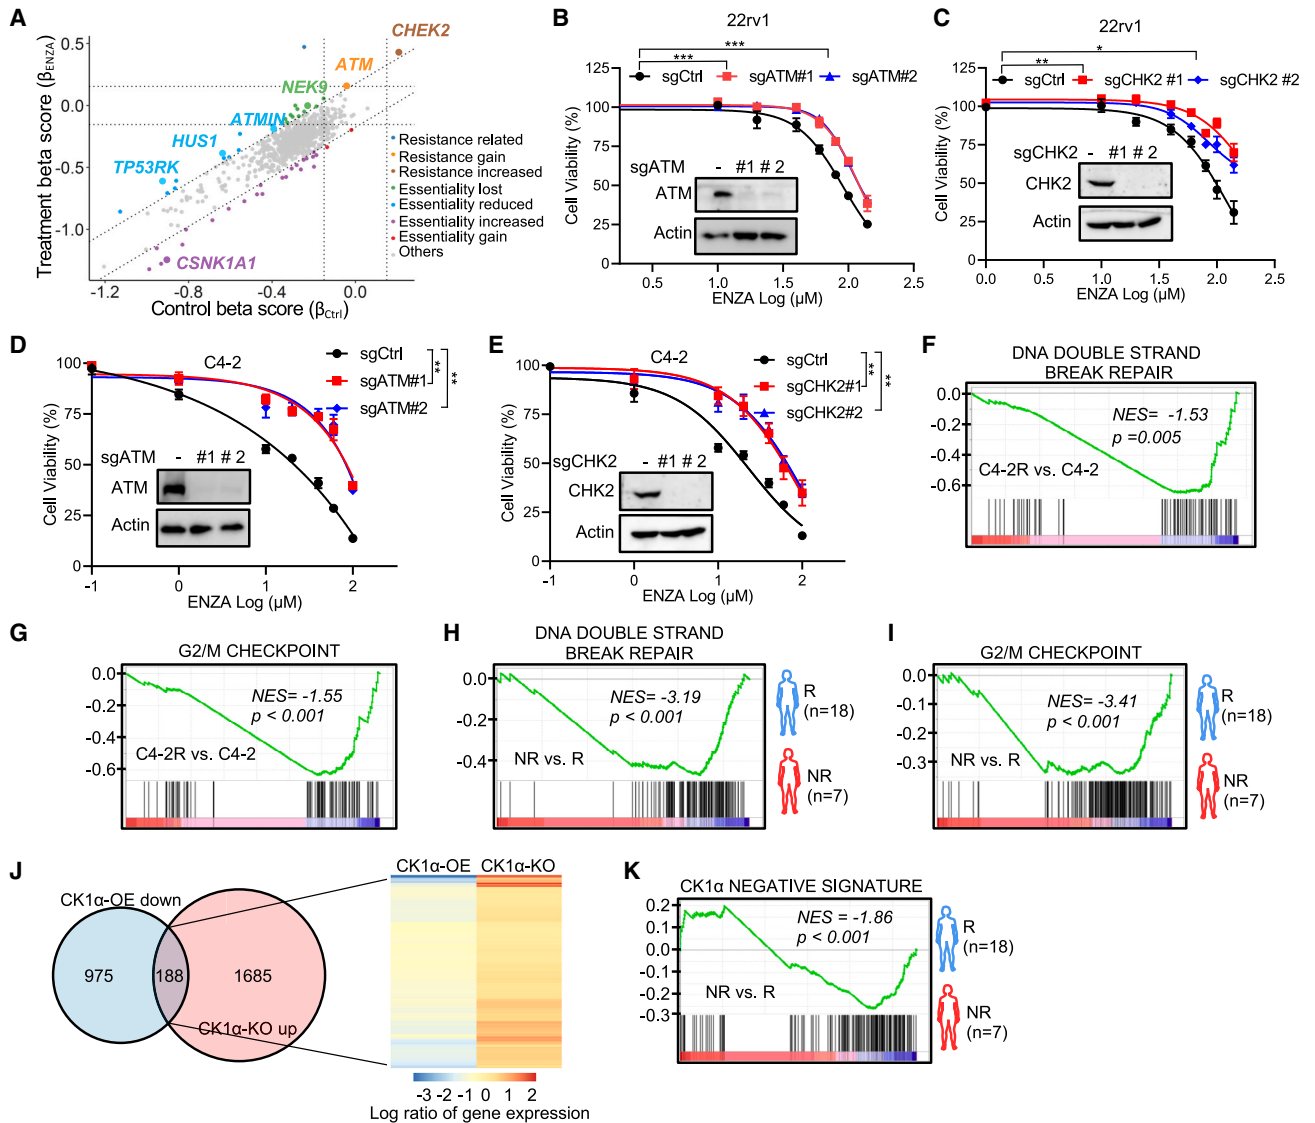 A
Treatment beta score (βENZA)
0.5
0.0
-0.5
-1.0
-1.2
-0.8
-0.4
0.0
Control beta score (βCtrl)
CHEK2
ATM
NEK9
ATMIN
HUS1
TP53RK
CSNK1A1
Resistance related
Resistance gain
Resistance increased
Essentiality lost
Essentiality reduced
Essentiality increased
Essentiality gain
Others
B
22rv1
***
***
sgCtrl sgATM#1 sgATM#2
Cell Viability (%)
125
100
75
50
25
0
sgATM - #1 # 2
ATM
Actin
0.5 1.0 1.5 2.0 2.5
ENZA Log (µM)
C
22rv1
*
**
sgCtrl sgCHK2 #1 sgCHK2 #2
Cell Viability (%)
125
100
75
50
25
0
sgCHK2 - #1 # 2
CHK2
Actin
0.0 0.5 1.0 1.5 2.0 2.5
ENZA Log (µM)
D
C4-2
sgCtrl
sgATM#1
sgATM#2
**
**
Cell Viability (%)
100
75
50
25
0
sgATM - #1 # 2
ATM
Actin
-1 0 1 2
ENZA Log (µM)
E
C4-2
sgCtrl
sgCHK2#1
sgCHK2#2
**
**
Cell Viability (%)
100
75
50
25
0
sgCHK2 - #1 # 2
CHK2
Actin
-1 0 1 2
ENZA Log (µM)
F
DNA DOUBLE STRAND
BREAK REPAIR
0.0
-0.2
-0.4
-0.6
NES= -1.53
p =0.005
C4-2R vs. C4-2
G
G2/M CHECKPOINT
0.0
-0.2
-0.4
-0.6
NES= -1.55
p < 0.001
C4-2R vs. C4-2
H
DNA DOUBLE STRAND
BREAK REPAIR
0.0
-0.2
-0.4
NES= -3.19
p < 0.001
NR vs. R
R
(n=18)
NR
(n=7)
I
G2/M CHECKPOINT
0.0
-0.1
-0.2
-0.3
NES= -3.41
p < 0.001
NR vs. R
R
(n=18)
NR
(n=7)
J
CK1α-OE down
975
188
1685
CK1α-KO up
CK1α-OE CK1α-KO
-3 -2 -1 0 1 2
Log ratio of gene expression
K
CK1α NEGATIVE SIGNATURE
0.2
0.1
0.0
-0.1
-0.2
-0.3
NES = -1.86
p < 0.001
NR vs. R
R
(n=18)
NR
(n=7)